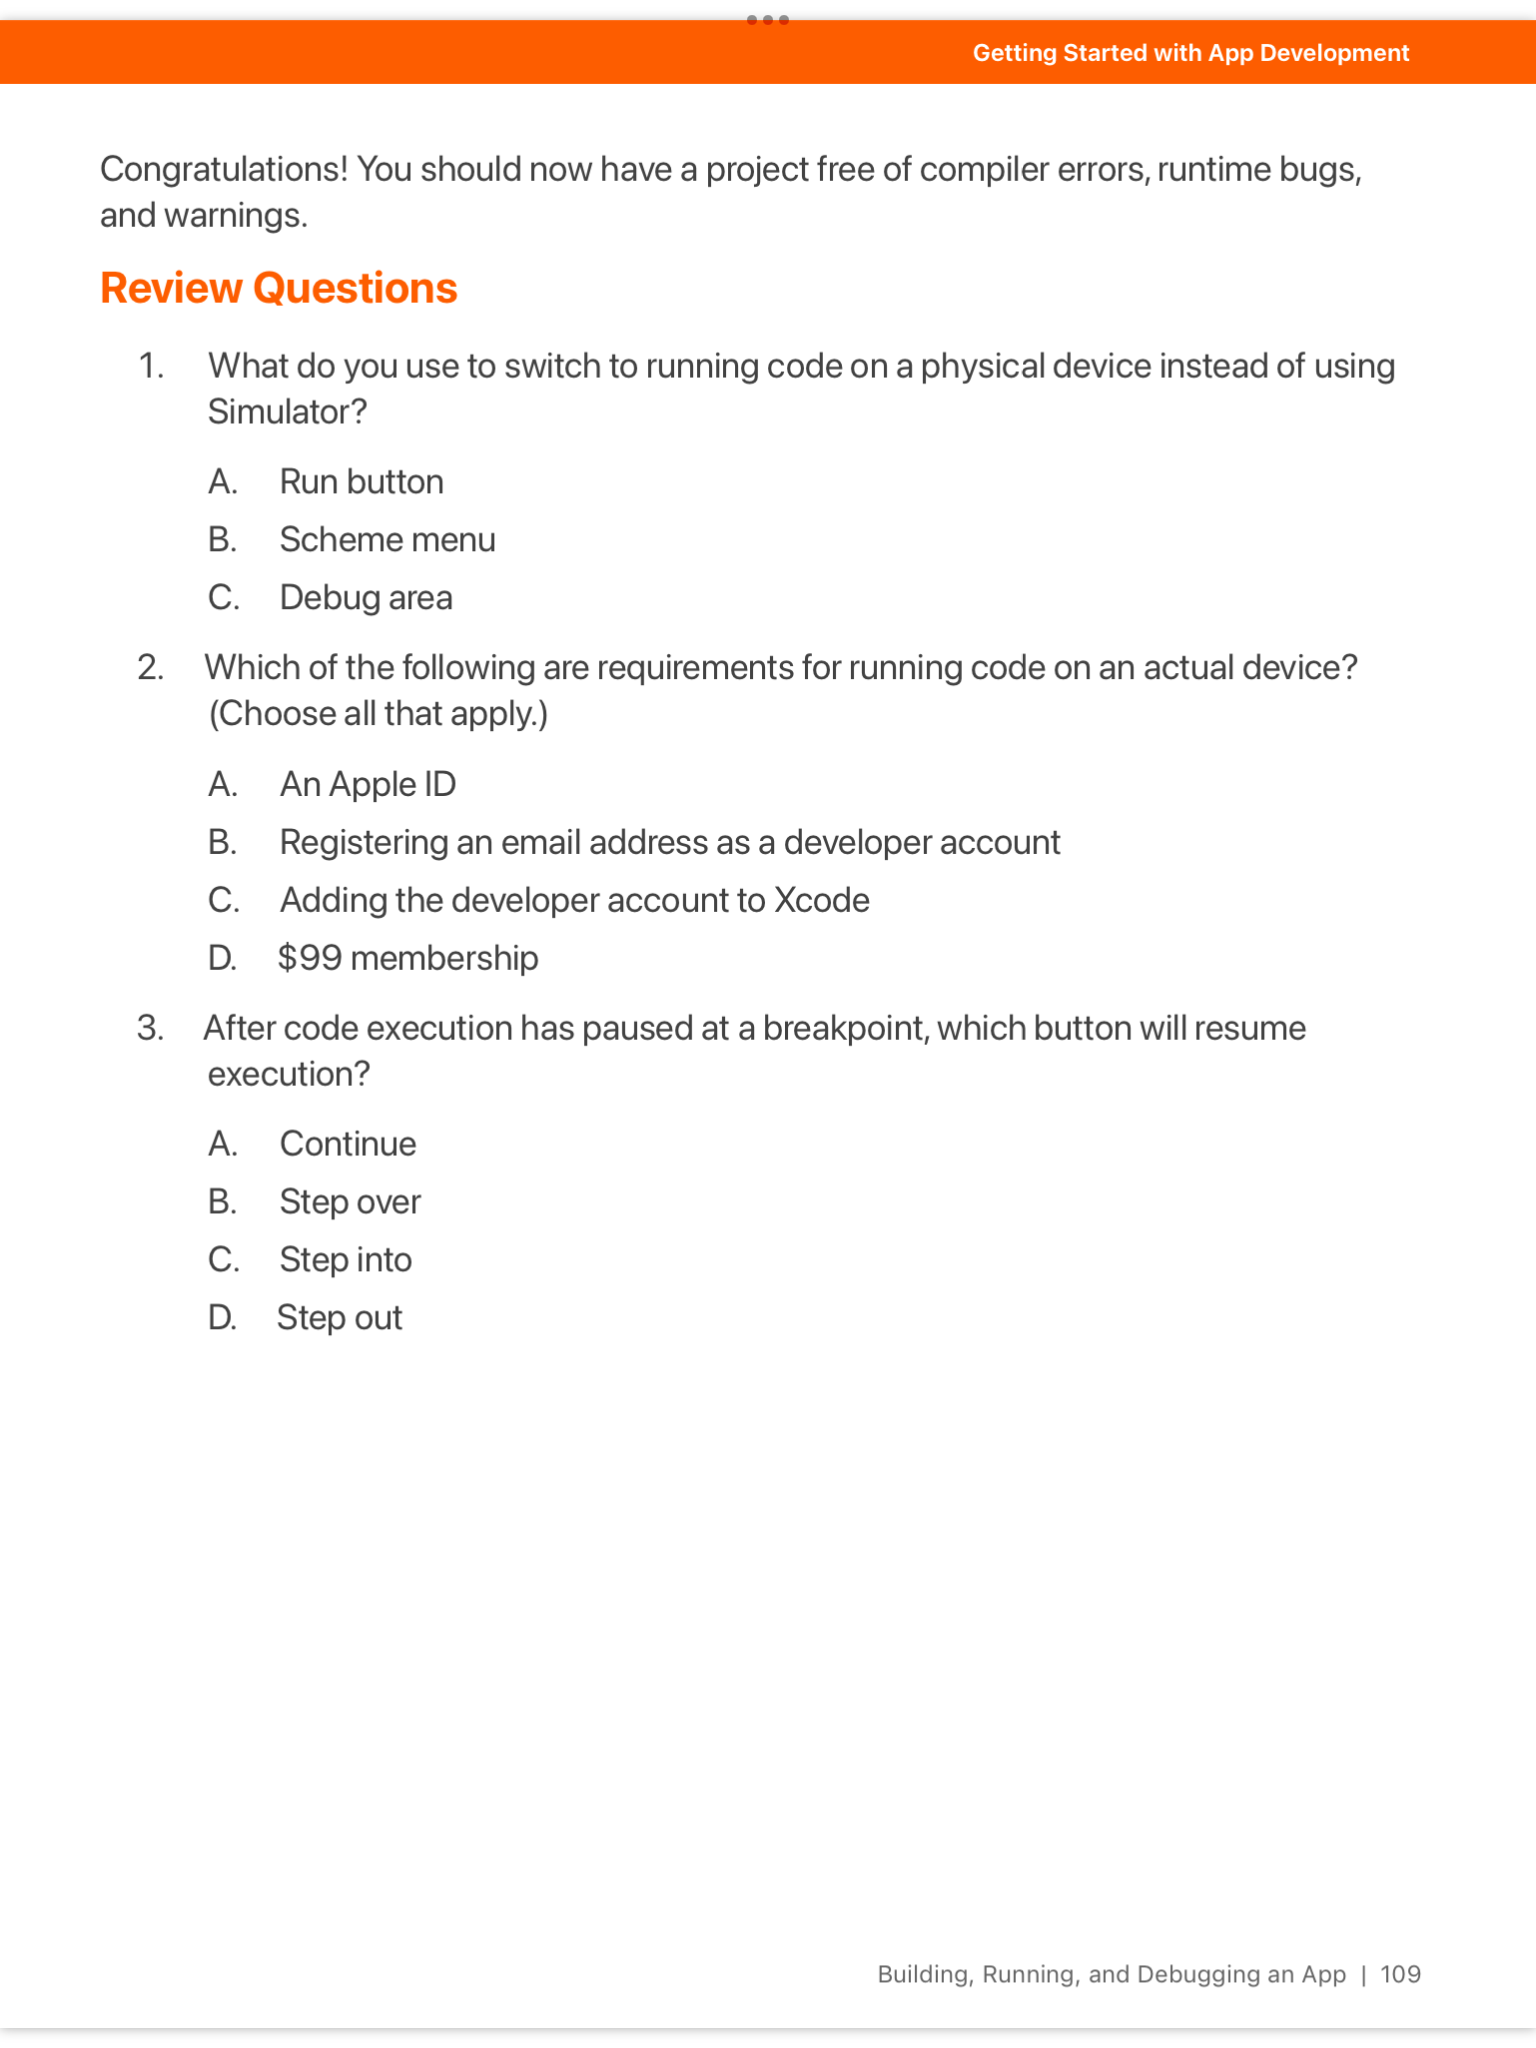 Getting Started with App Development
Congratulations! You should now have a project free of compiler errors, runtime bugs,
and warnings.
Review Questions
1. What do you use to switch to running code on a physical device instead of using
Simulator?
A. Run button
B. Scheme menu
C. Debug area
2. Which of the following are requirements for running code on an actual device?
(Choose all that apply.)
A. An Apple ID
B. Registering an email address as a developer account
C. Adding the developer account to Xcode
D. $99 membership
3. After code execution has paused at a breakpoint, which button will resume
execution?
A. Continue
B. Step over
C. Step into
D. Step out
Building, Running, and Debugging an App | 109